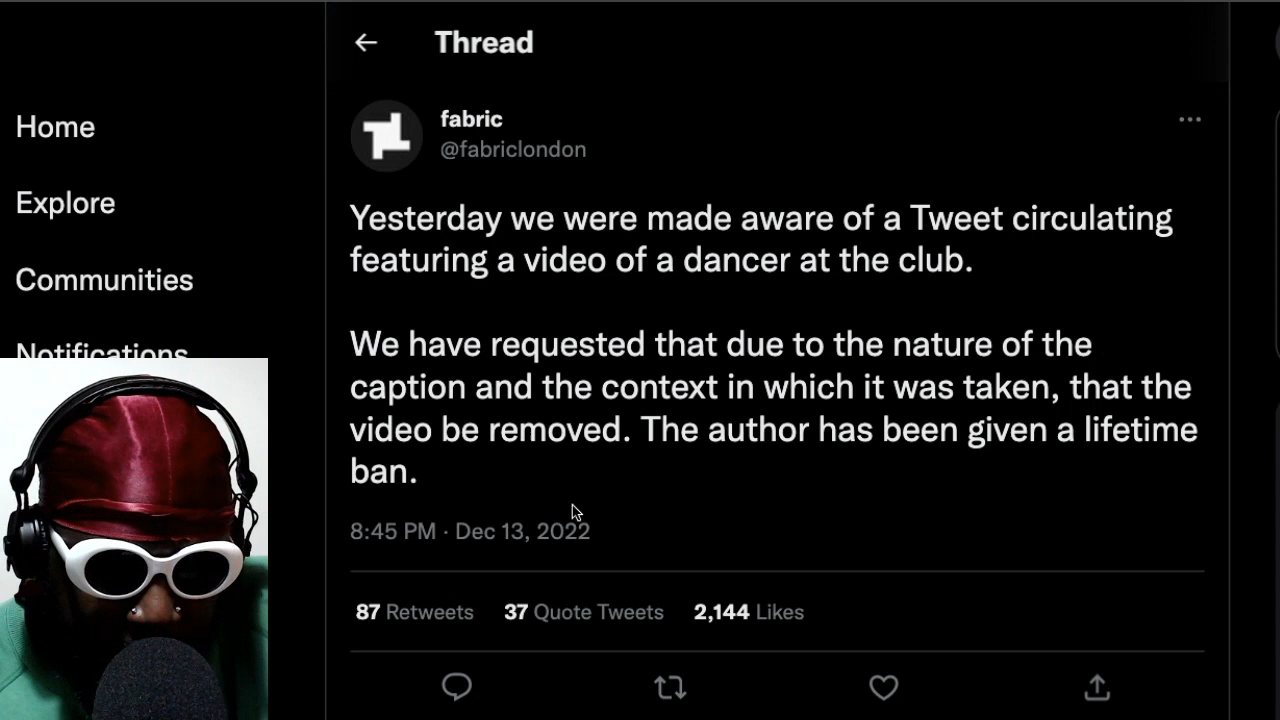 Thread
Home
Explore
Communities
Notifications
fabric
@fabriclondon
Yesterday we were made aware of a Tweet circulating
featuring a video of a dancer at the club.
We have requested that due to the nature of the
caption and the context in which it was taken, that the
video be removed. The author has been given a lifetime
ban.
8:45 PM · Dec 13, 2022
87 Retweets 37 Quote Tweets 2,144 Likes